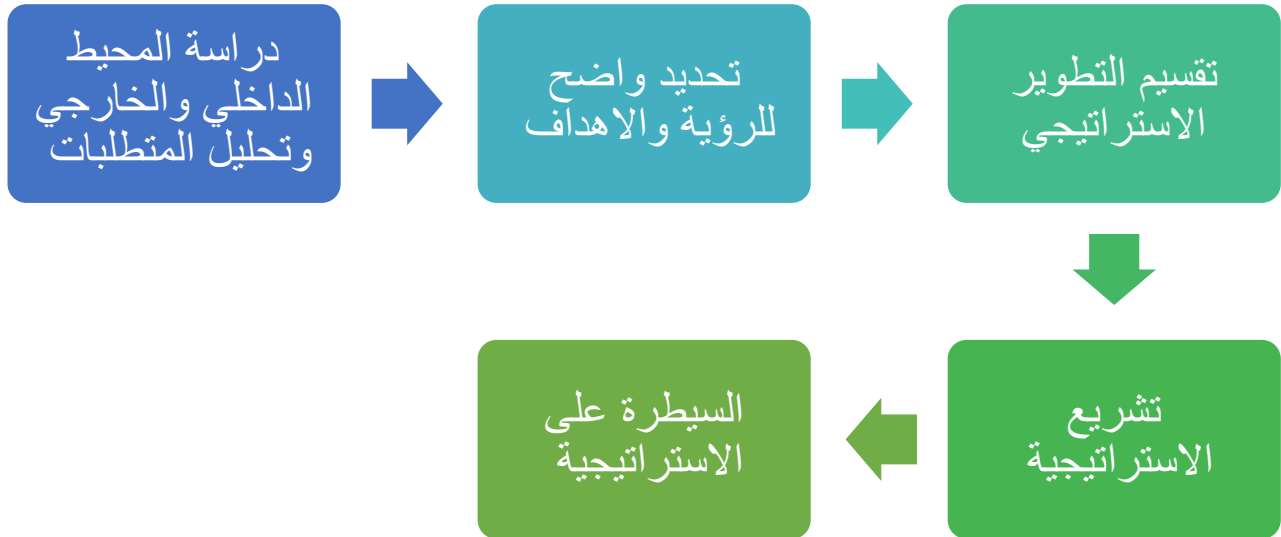 دراسة المحيط
الداخلي والخارجي
وتحليل المتطلبات
تحديد واضح
للرؤية والاهداف
تقسيم التطوير
الاستراتيجي
تشريع
الاستراتيجية
السيطرة على
الاستراتيجية